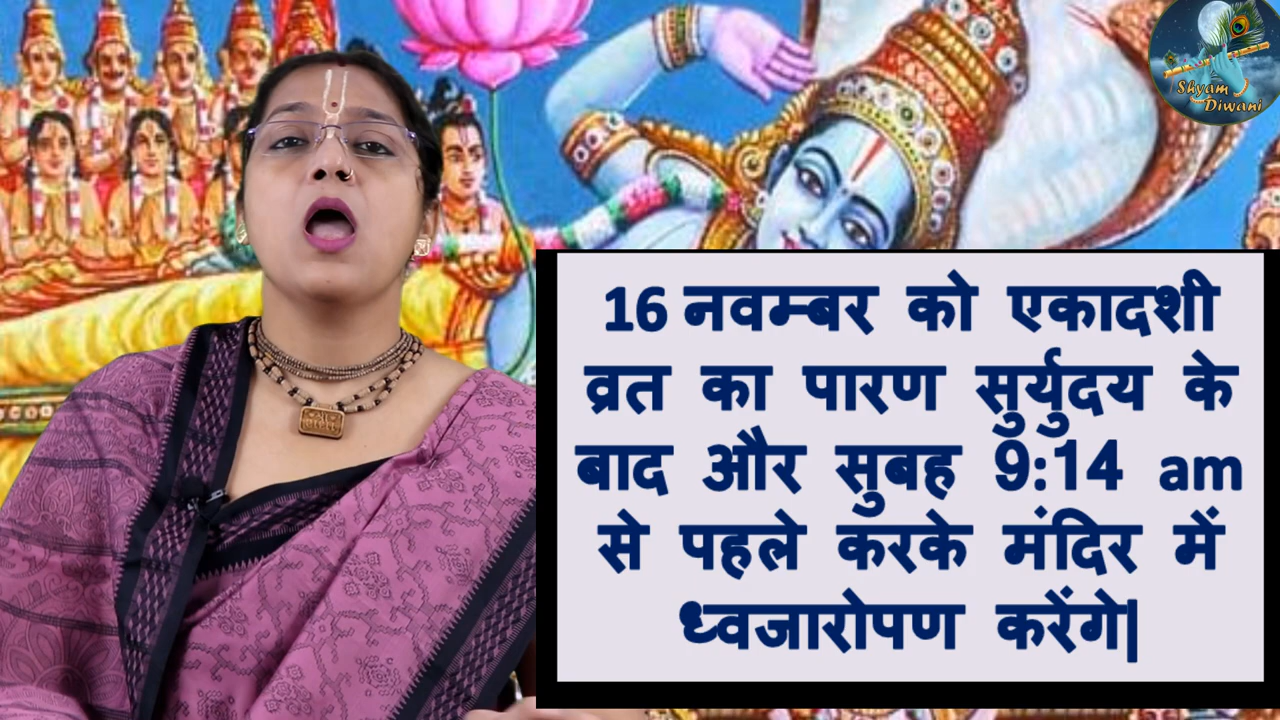 Shyam
Diwani
16 नवम्बर को एकादशी
व्रत का पारण सुर्युदय के
बाद और सुबह 9:14 am
से पहले करके मंदिर में
ध्वजारोपण करेंगे|